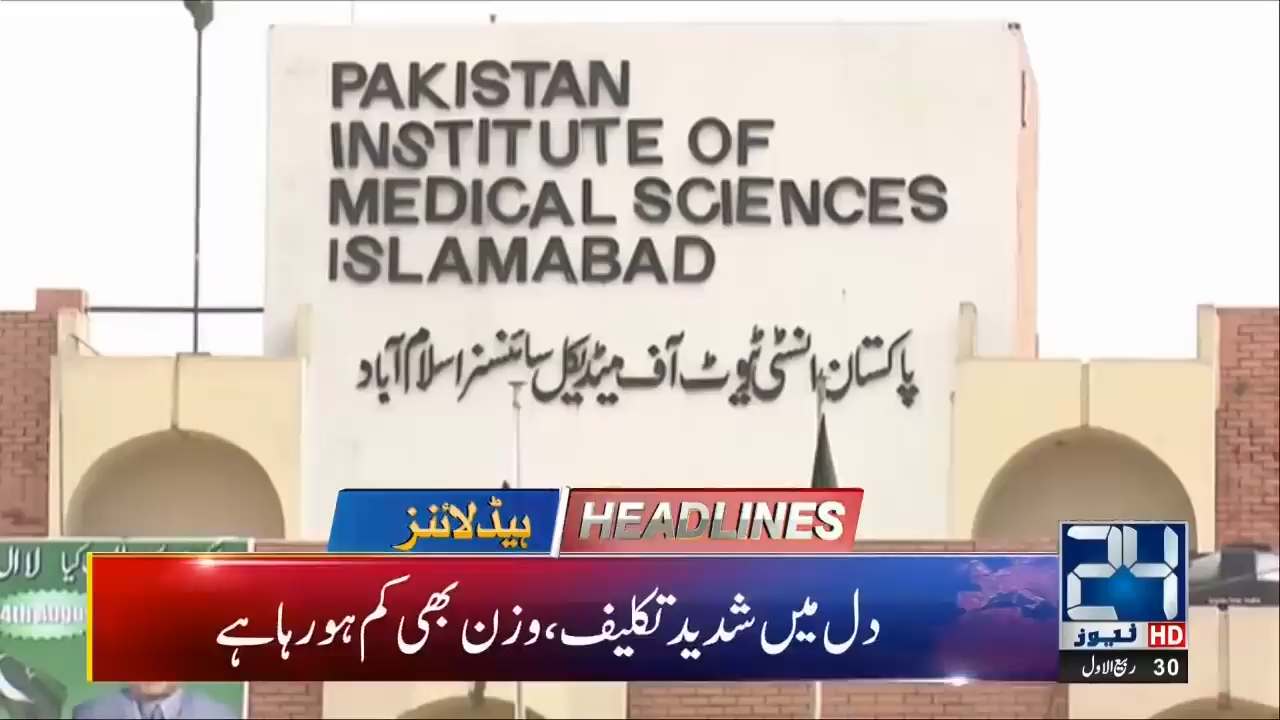 PAKISTAN
INSTITUTE OF
MEDICAL SCIENCES
ISLAMABAD
پاکستان انسٹی ٹیوٹ آف میڈیکل سائنسز اسلام آباد
ہیڈلائنز HEADLINES
دل میں شدید تکلیف، وزن بھی کم ہو رہا ہے
24
نیوز HD
30 ربیع الاول